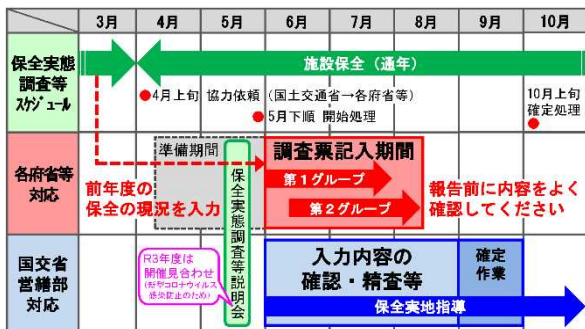 3月 4月 5月 6月 7月 8月 9月 10月
保全実態
調査等
スケジュール
施設保全（通年）
4月上旬 協力依頼 （国土交通省→各府省等）
5月下旬 開始処理
10月上旬
確定処理
各府省等
対応
準備期間
調査票記入期間
第1グループ
第2グループ
前年度の
保全の現況を入力
報告前に内容をよく
確認してください
保全実態調査等説明会
国交省
営繕部
対応
R3年度は
開催見合わせ
（新型コロナウイルス
感染防止のため）
入力内容の
確認・精査等
確定
作業
保全実地指導